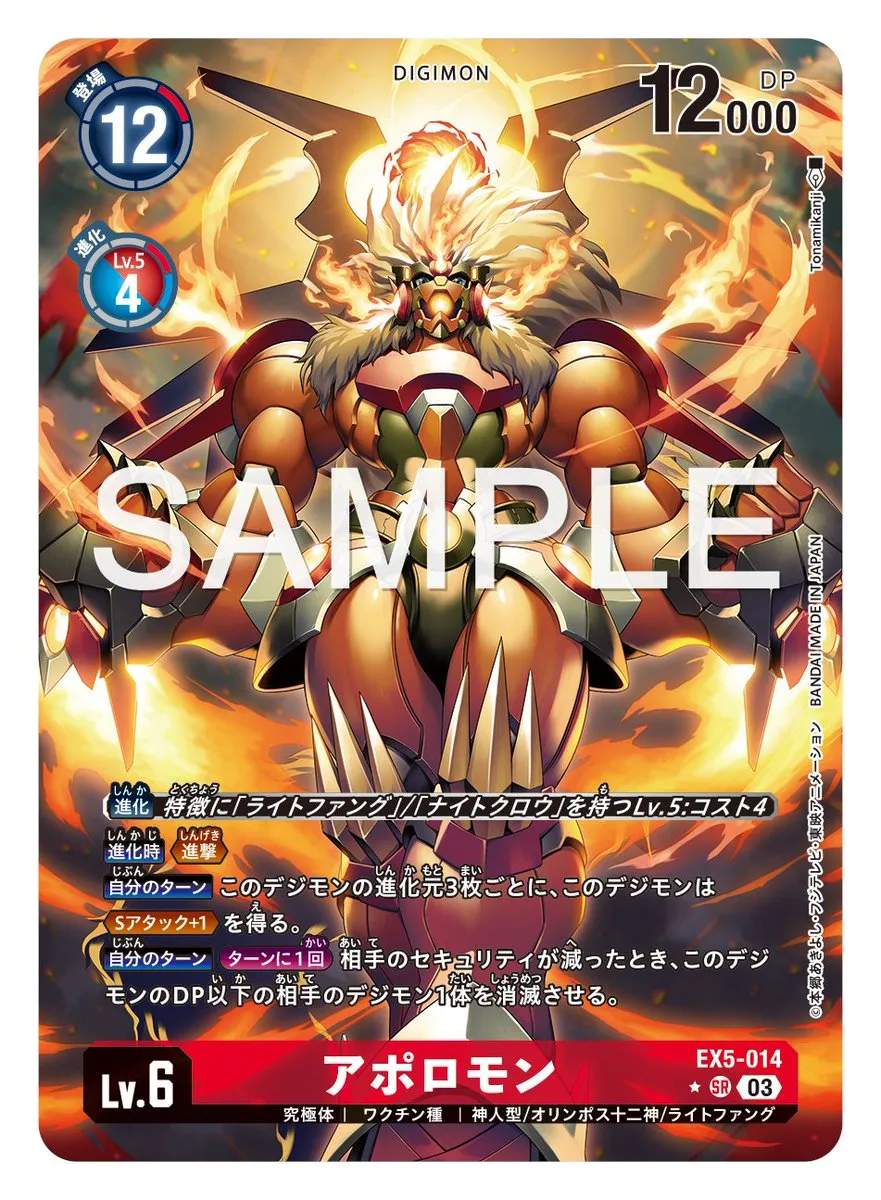 登場
12
DIGIMON
12000
DP
進化
Lv.5
4
Tonamikanji
SAMPLE
©本郷あきよし・フジテレビ・東映アニメーション BANDAI MADE IN JAPAN
進化 特徴に「ライトファング」/「ナイトクロウ」を持つLv.5:コスト4
進化時 進撃
自分のターン このデジモンの進化元3枚ごとに、このデジモンは
Sアタック+1 を得る。
自分のターン ターンに1回 相手のセキュリティが減ったとき、このデジ
モンのDP以下の相手のデジモン1体を消滅させる。
Lv.6
アポロモン
EX5-014
SR 03
究極体 | ワクチン種 | 神人型/オリンポス十二神/ライトファング